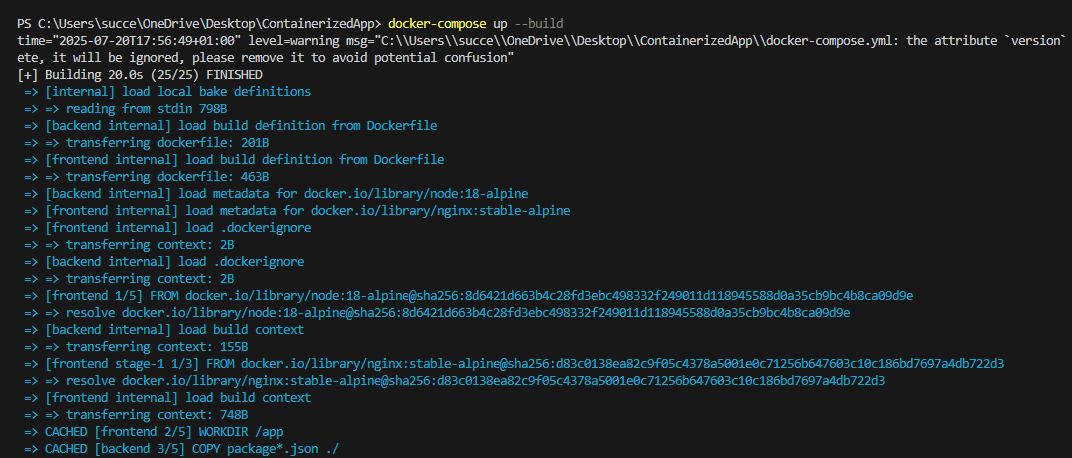 PS C:\Users\succe\OneDrive\Desktop\ContainerizedApp> docker-compose up --build
time="2025-07-20T17:56:49+01:00" level=warning msg="C:\\Users\\succe\\OneDrive\\Desktop\\ContainerizedApp\\docker-compose.yml: the attribute `version`
ete, it will be ignored, please remove it to avoid potential confusion"
[+] Building 20.0s (25/25) FINISHED
=> [internal] load local bake definitions
=> => reading from stdin 798B
=> [backend internal] load build definition from Dockerfile
=> => transferring dockerfile: 201B
=> [frontend internal] load build definition from Dockerfile
=> => transferring dockerfile: 463B
=> [backend internal] load metadata for docker.io/library/node:18-alpine
=> [frontend internal] load metadata for docker.io/library/nginx:stable-alpine
=> [frontend internal] load .dockerignore
=> => transferring context: 2B
=> [backend internal] load .dockerignore
=> => transferring context: 2B
=> [frontend 1/5] FROM docker.io/library/node:18-alpine@sha256:8d6421d663b4c28fd3ebc498332f249011d118945588d0a35cb9bc4b8ca09d9e
=> => resolve docker.io/library/node:18-alpine@sha256:8d6421d663b4c28fd3ebc498332f249011d118945588d0a35cb9bc4b8ca09d9e
=> [backend internal] load build context
=> => transferring context: 155B
=> [frontend stage-1 1/3] FROM docker.io/library/nginx:stable-alpine@sha256:d83c0138ea82c9f05c4378a5001e0c71256b647603c10c186bd7697a4db722d3
=> => resolve docker.io/library/nginx:stable-alpine@sha256:d83c0138ea82c9f05c4378a5001e0c71256b647603c10c186bd7697a4db722d3
=> [frontend internal] load build context
=> => transferring context: 748B
=> CACHED [frontend 2/5] WORKDIR /app
=> CACHED [backend 3/5] COPY package*.json ./